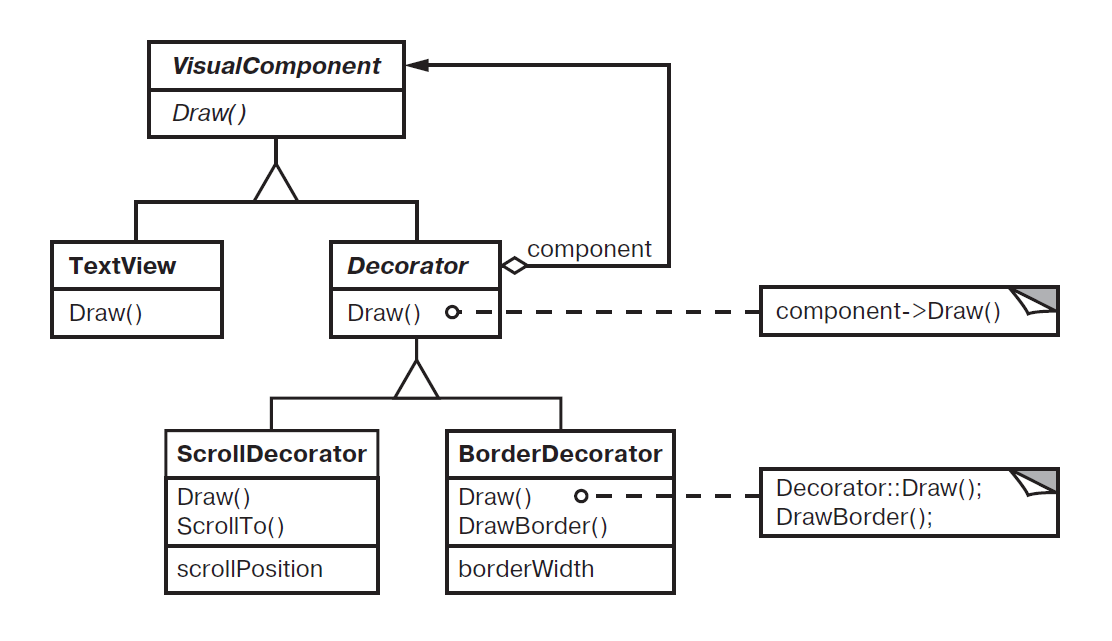 VisualComponent
Draw()
TextView
Draw()
Decorator
Draw()
component
component->Draw()
ScrollDecorator
Draw()
ScrollTo()
scrollPosition
BorderDecorator
Draw()
DrawBorder()
borderWidth
Decorator::Draw();
DrawBorder();